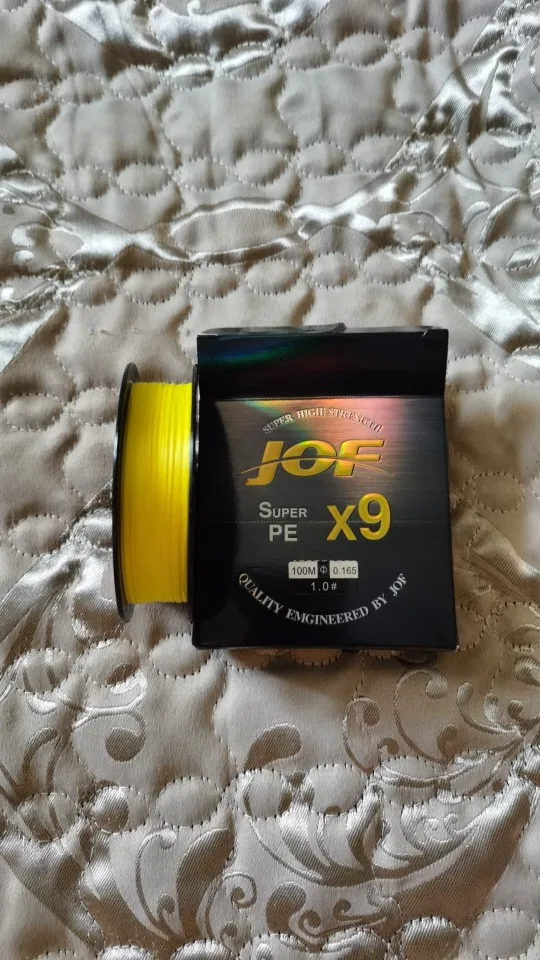 SUPER HIGH STRENGTH
JOF
SUPER
PE
X9
100M Φ 0.165
1.0#
QUALITY EMGINEERED BY JOF